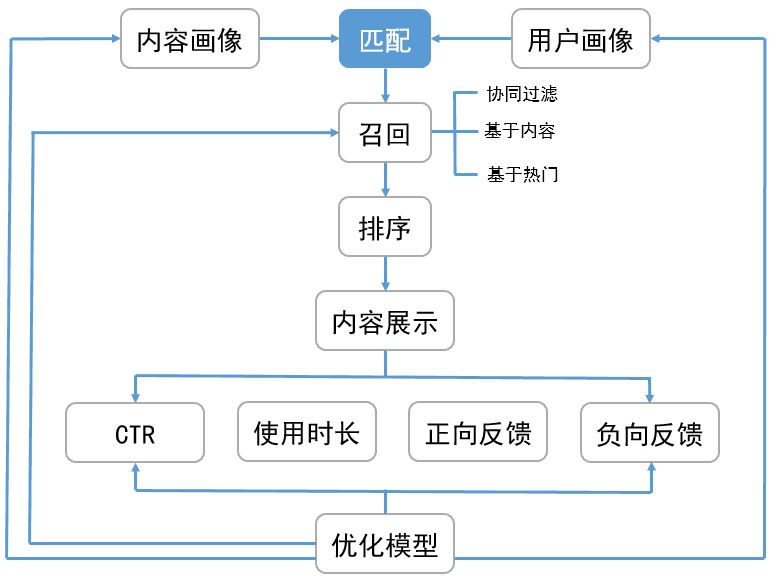 内容画像
匹配
用户画像
协同过滤
召回
基于内容
基于热门
排序
内容展示
CTR
使用时长
正向反馈
负向反馈
优化模型